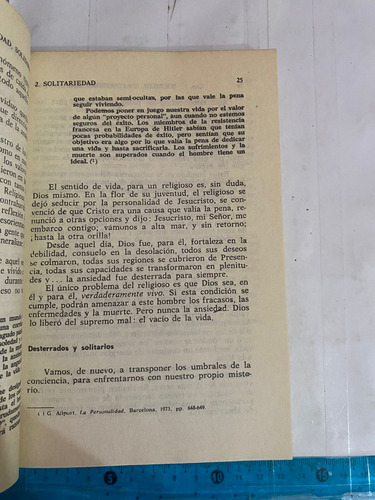 2. SOLITARIEDAD 25
que estaban semi-ocultas, por las que vale la pena
seguir viviendo.
Podemos poner en juego nuestra vida por el valor
de algún "proyecto personal", aun cuando no estemos
seguros del éxito. Los miembros de la resistencia
francesa en la Europa de Hitler sabían que tenían
pocas probabilidades de éxito, pero sentían que su
objetivo era algo por lo que valía la pena de dedicar
una vida y hasta sacrificarla. Los sufrimientos y la
muerte son superados cuando el hombre tiene un
ideal. (¹)
El sentido de vida, para un religioso es, sin duda,
Dios mismo. En la flor de su juventud, el religioso se
dejó seducir por la personalidad de Jesucristo, se con-
venció de que Cristo era una causa que valía la pena, re-
nunció a otras opciones y dijo: Jesucristo, mi Señor, me
embarco contigo; vámonos a alta mar, y sin retorno;
¡hasta la otra orilla!
Desde aquel día, Dios fue, para él, fortaleza en la
debilidad, consuelo en la desolación, todos sus deseos
se colmaron, todas sus regiones se cubrieron de Presen-
cia, todas sus capacidades se transformaron en plenitu-
des y... la ansiedad fue desterrada para siempre.
El único problema del religioso es que Dios sea, en
él y para él, verdaderamente vivo. Si esta condición se
cumple, podrán amenazar a este hombre los fracasos, las
enfermedades y la muerte. Pero nunca la ansiedad. Dios
lo liberó del supremo mal: el vacío de la vida.
Desterrados y solitarios
Vamos, de nuevo, a transponer los umbrales de la
conciencia, para enfrentarnos con nuestro propio miste-
rio.
( ) G. Allport. La Personalidad, Barcelona, 1973, pp. 648-649.
5
10
15